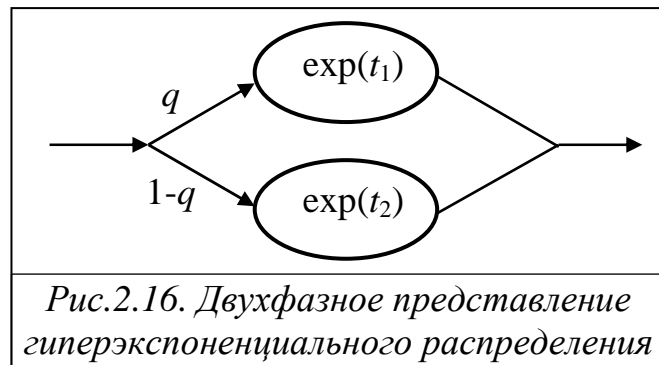 exp(t₁)
q
1-q
exp(t₂)
Рис.2.16. Двухфазное представление
гиперэкспоненциального распределения